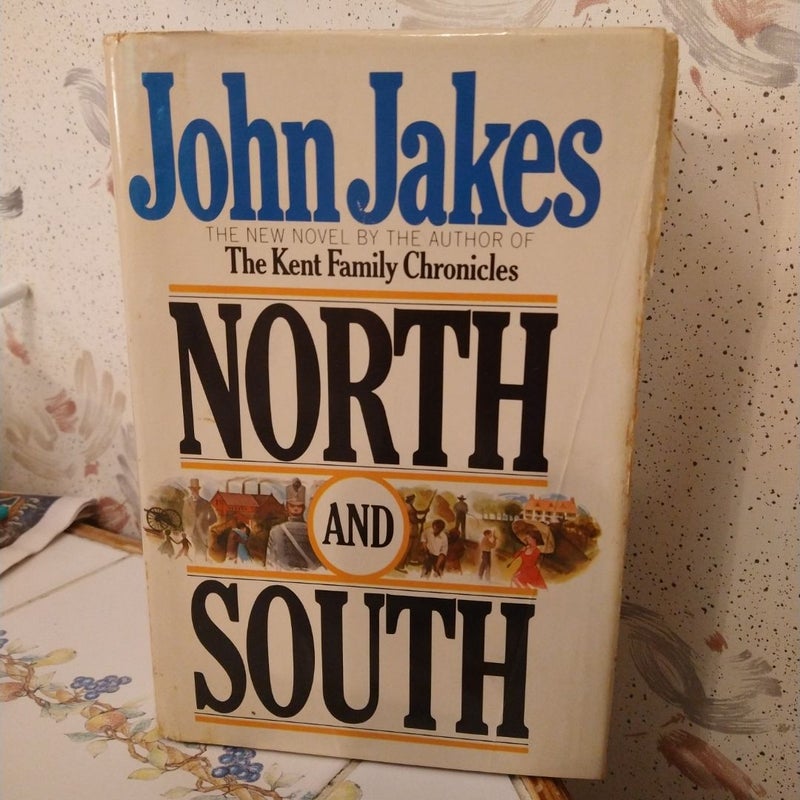 John Jakes
THE NEW NOVEL BY THE AUTHOR OF
The Kent Family Chronicles
NORTH
AND
SOUTH